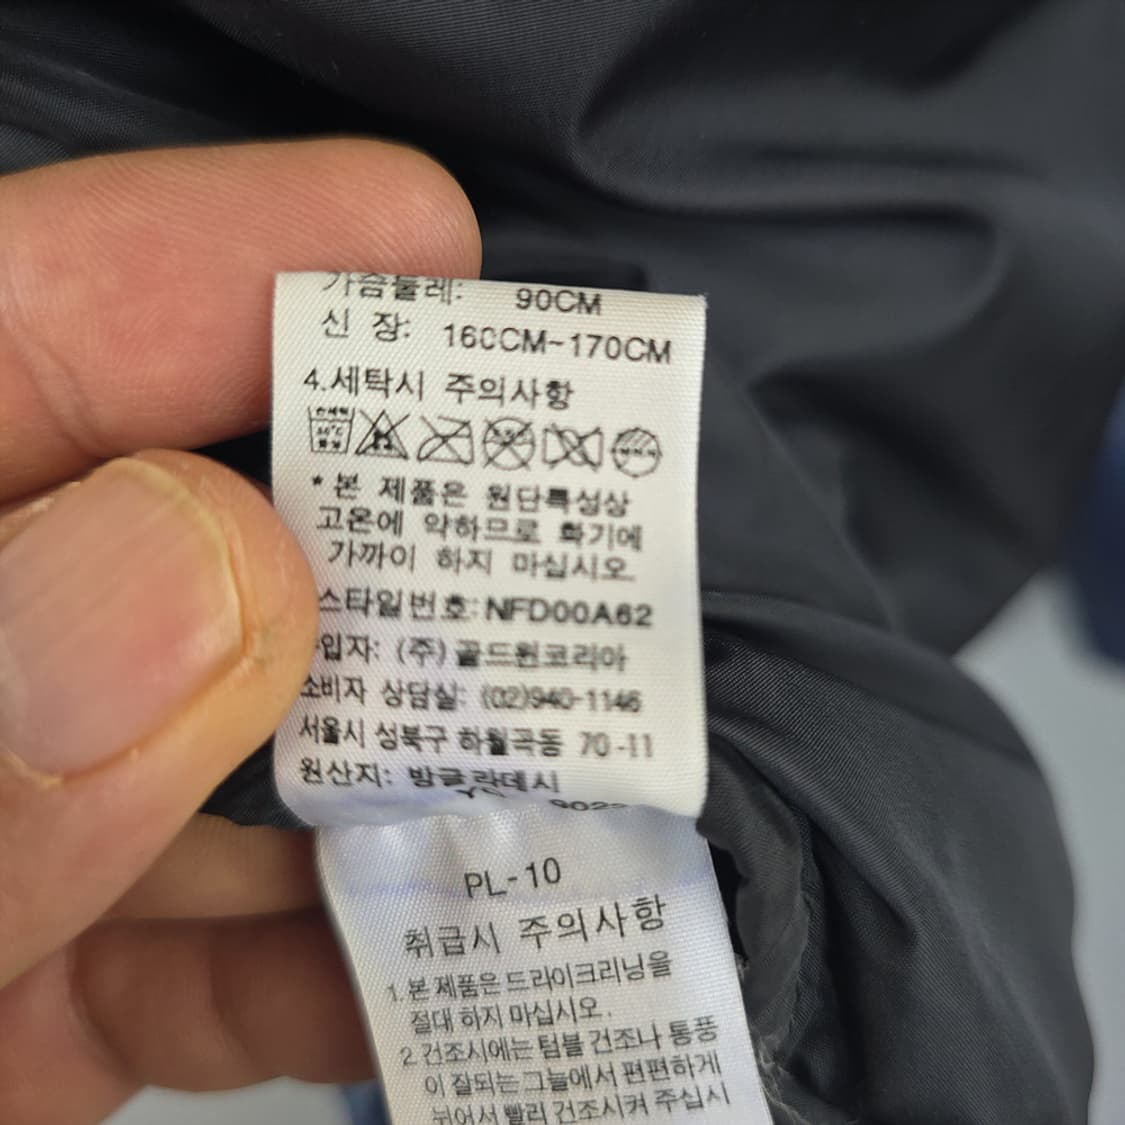 가슴둘레: 90CM
신 장: 160CM~170CM
4.세탁시 주의사항
손세탁
30℃
중성
*본 제품은 원단특성상
고온에 약하므로 화기에
가까이 하지 마십시오.
스타일번호:NFD00A62
입자: (주)골드윈코리아
소비자 상담실: (02)940-1146
서울시 성북구 하월곡동 70-11
원산지: 방글라데시
PL-10
취급시 주의사항
1.본 제품은 드라이크리닝을
절대 하지 마십시오.
2 건조시에는 텀블 건조나 통풍
이 잘되는 그늘에서 편편하게
뉘어서 빨리 건조시켜 주십시